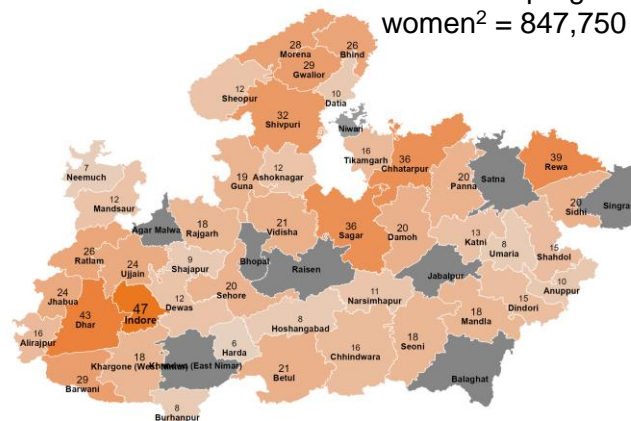 women² = 847,750
28
Morena
26
Bhind
29
Gwalior
12
Sheopur
10
Datia
32
Shivpuri
Niwari
16
Tikamgarh
36
Chhatarpur
39
Rewa
7
Neemuch
19
Guna
12
Ashoknagar
20
Panna
Satna
20
Sidhi
Singra
12
Mandsaur
Agar Malwa
18
Rajgarh
21
Vidisha
36
Sagar
20
Damoh
13
Katni
8
Umaria
15
Shahdol
26
Ratlam
24
Ujjain
9
Shajapur
Bhopal
Raisen
Jabalpur
10
Anuppur
24
Jhabua
43
Dhar
47
Indore
12
Dewas
20
Sehore
11
Narsimhapur
15
Dindori
16
Alirajpur
8
Hoshangabad
18
Mandla
18
Khargone (West Nimar)
(East Nimar)
6
Harda
16
Chhindwara
18
Seoni
29
Barwani
21
Betul
Balaghat
8
Burhanpur